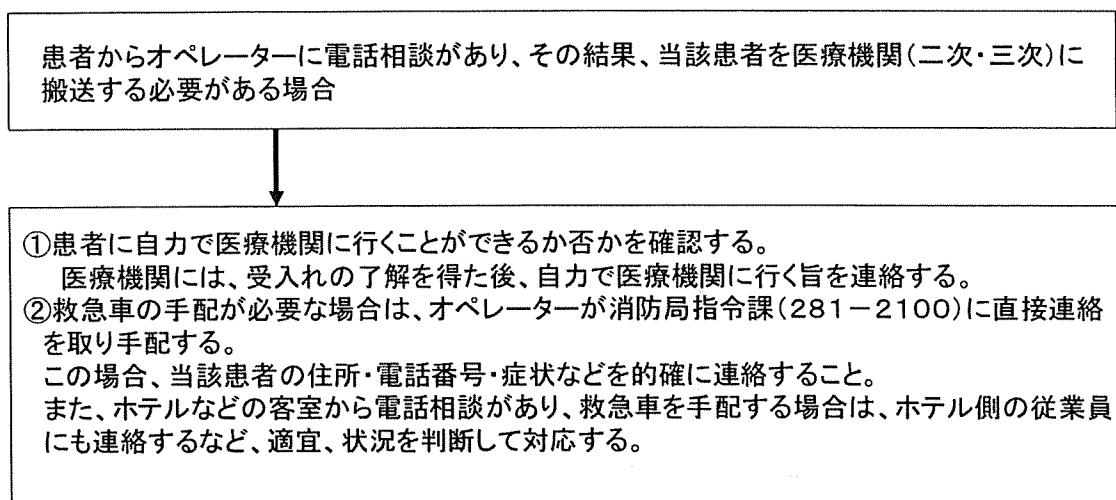 患者からオペレーターに電話相談があり、その結果、当該患者を医療機関(二次・三次)に
搬送する必要がある場合
①患者に自力で医療機関に行くことができるか否かを確認する。
医療機関には、受入れの了解を得た後、自力で医療機関に行く旨を連絡する。
②救急車の手配が必要な場合は、オペレーターが消防局指令課(281-2100)に直接連絡
を取り手配する。
この場合、当該患者の住所・電話番号・症状などを的確に連絡すること。
また、ホテルなどの客室から電話相談があり、救急車を手配する場合は、ホテル側の従業員
にも連絡するなど、適宜、状況を判断して対応する。